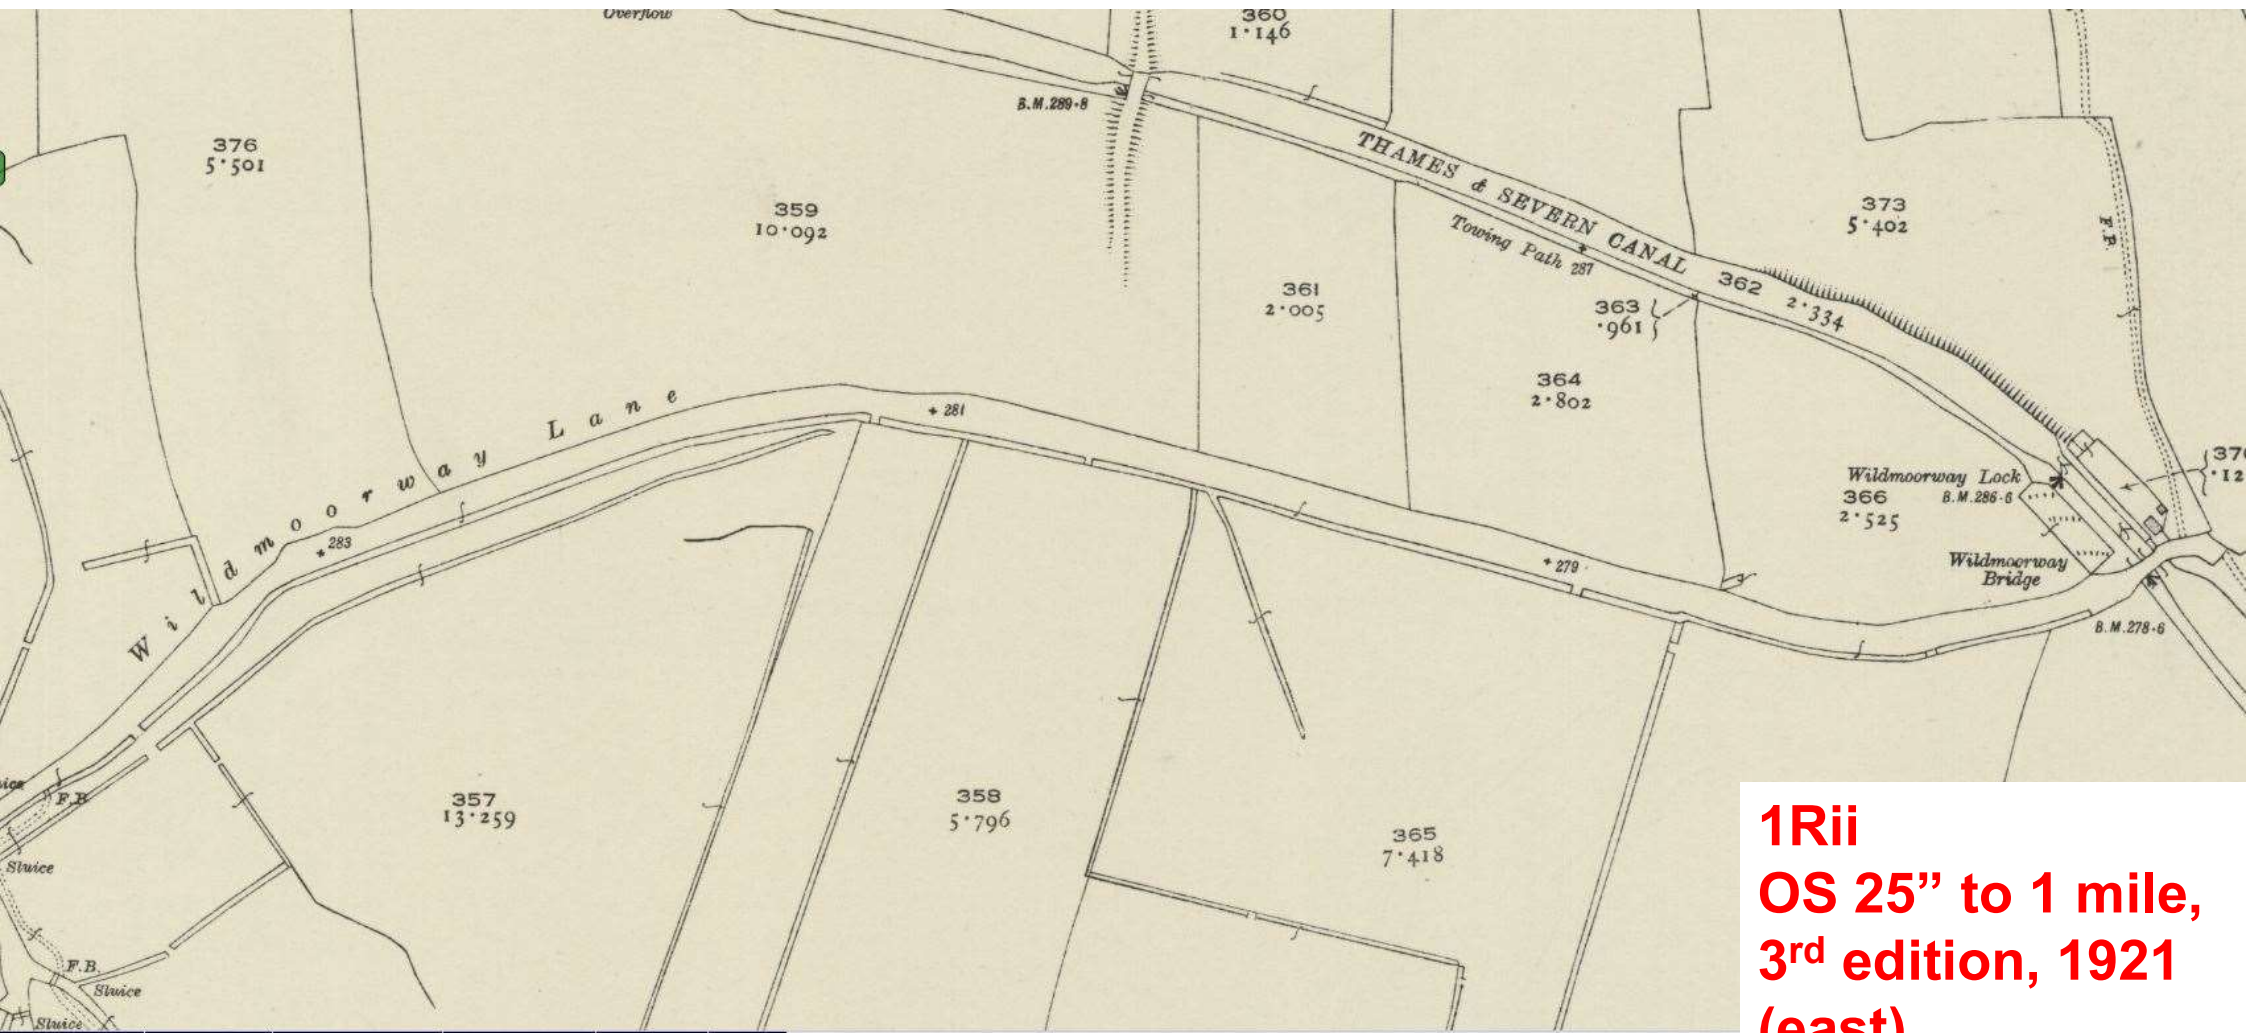 Overflow
360
1·146
B.M.289·8
376
5·501
THAMES & SEVERN CANAL
359
10·092
373
5·402
F.P.
Towing Path 287
361
2·005
362
2·334
363
·961
364
2·802
Wildmoorway Lane
+ 281
Wildmoorway Lock
B.M.286·6
366
2·525
+ 283
+ 279
Wildmoorway
Bridge
B.M.278·6
F.B.
357
13·259
358
5·796
365
7·418
Sluice
F.B.
Sluice
Sluice
1Rii
OS 25” to 1 mile,
3rd edition, 1921
(east)